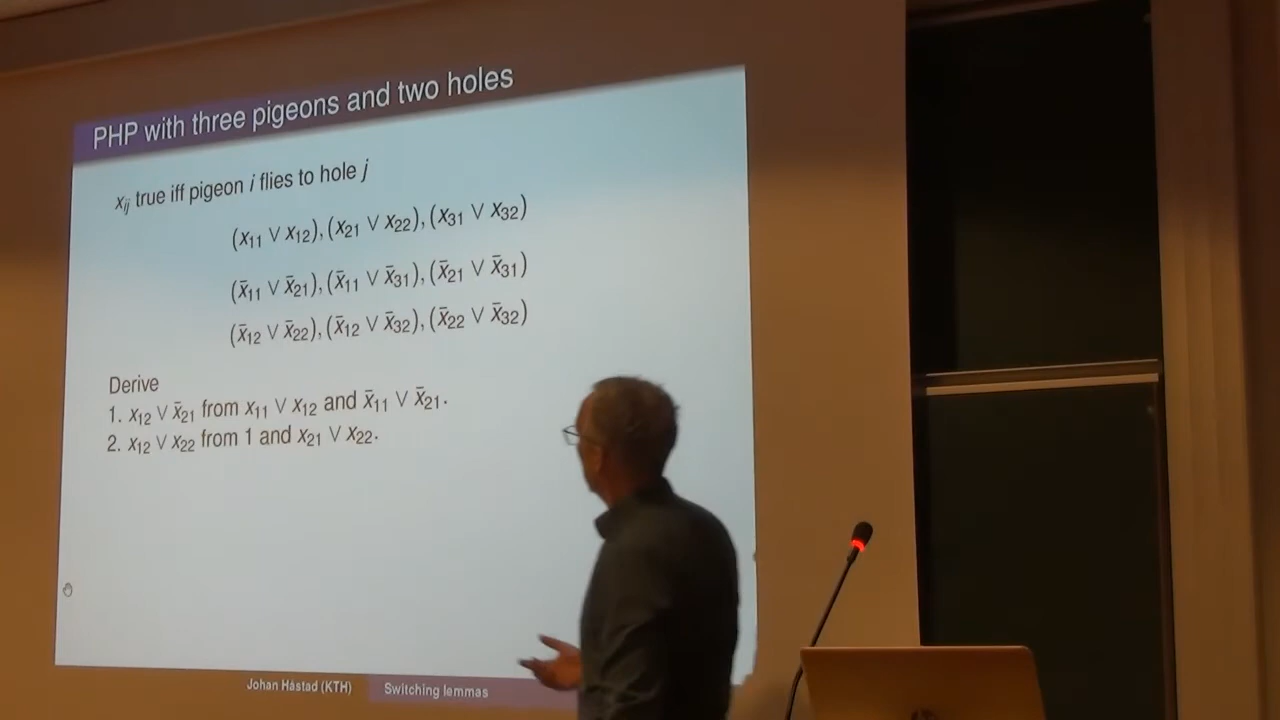 PHP with three pigeons and two holes
x_{ij} true iff pigeon i flies to hole j
(x₁₁ ∨ x₁₂), (x₂₁ ∨ x₂₂), (x₃₁ ∨ x₃₂)
(x̄₁₁ ∨ x̄₂₁), (x̄₁₁ ∨ x̄₃₁), (x̄₂₁ ∨ x̄₃₁)
(x̄₁₂ ∨ x̄₂₂), (x̄₁₂ ∨ x̄₃₂), (x̄₂₂ ∨ x̄₃₂)
Derive
1. x₁₂ ∨ x̄₂₁ from x₁₁ ∨ x₁₂ and x̄₁₁ ∨ x̄₂₁.
2. x₁₂ ∨ x₂₂ from 1 and x₂₁ ∨ x₂₂.
Johan Håstad (KTH) Switching lemmas